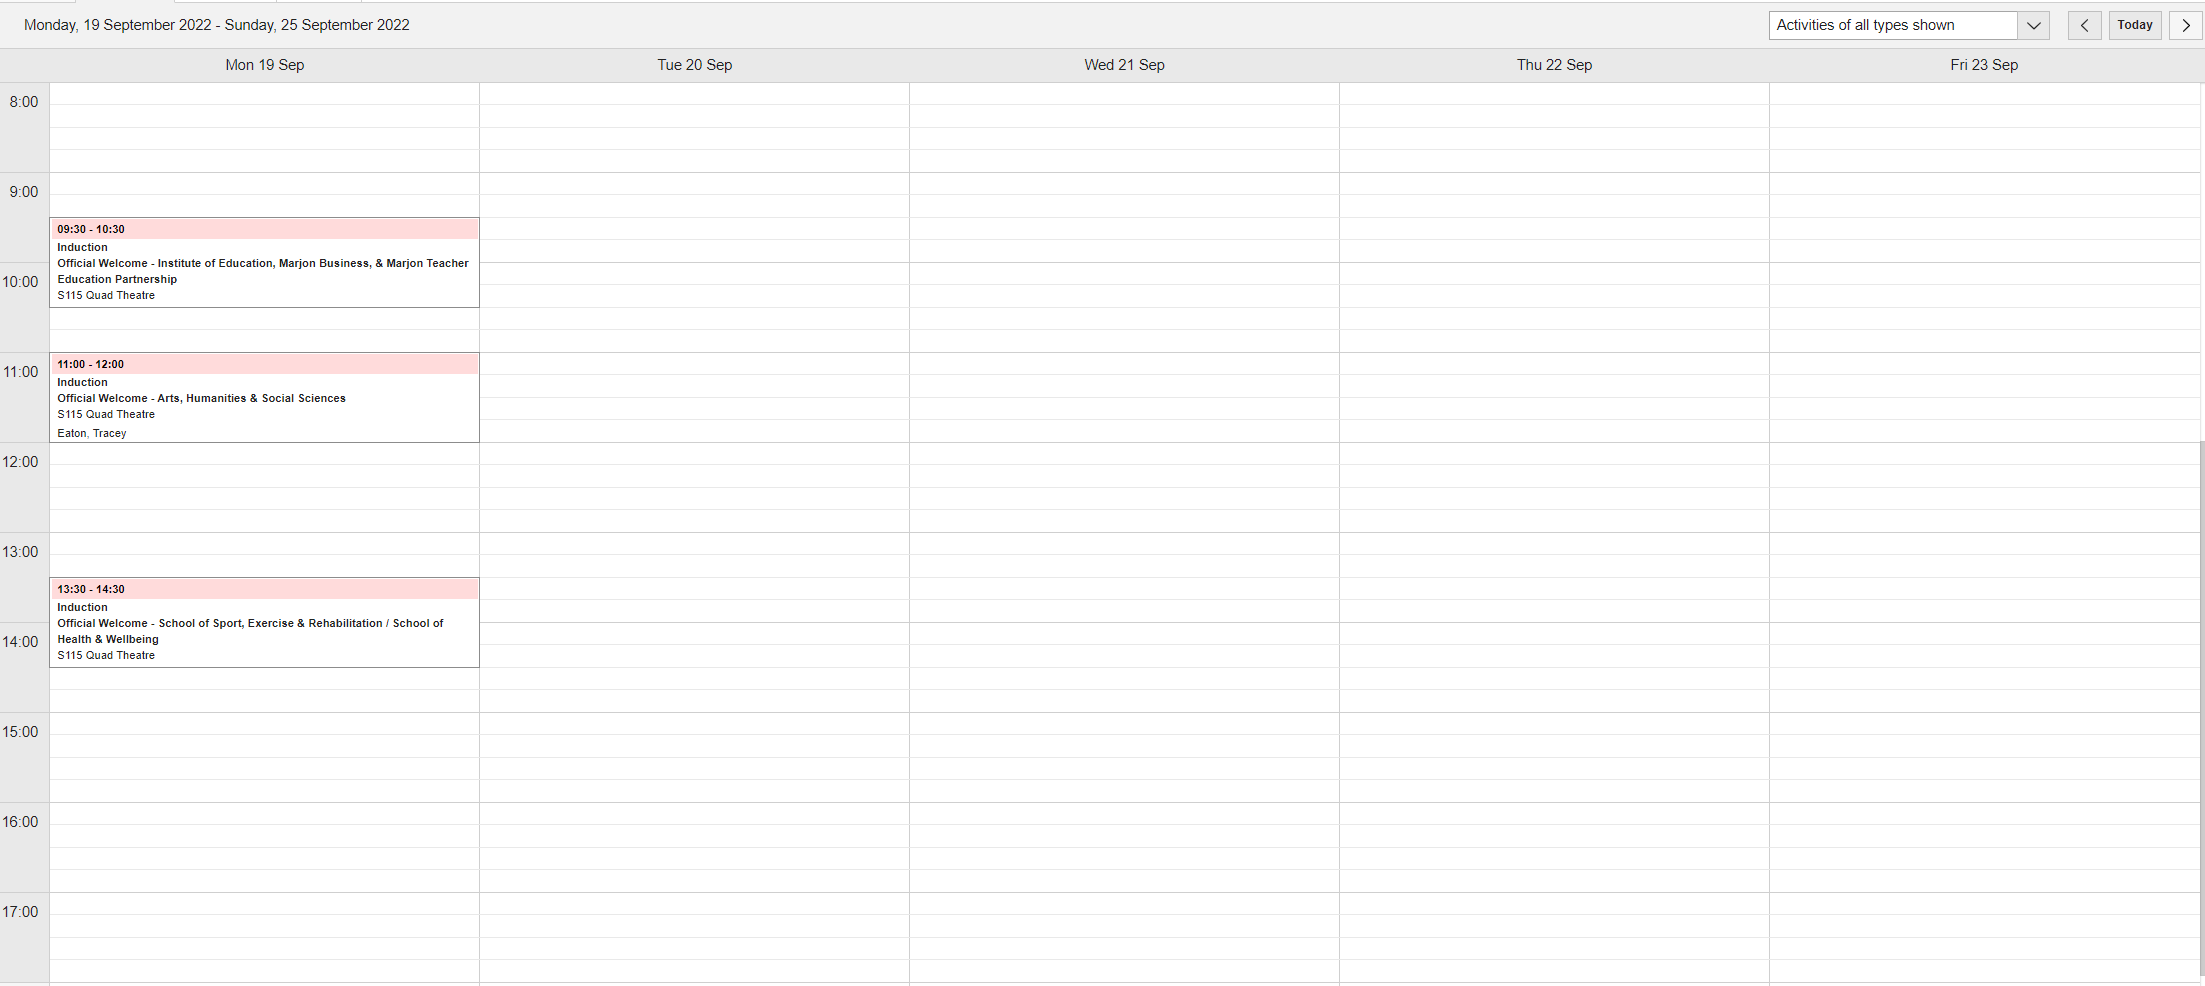 Monday, 19 September 2022 - Sunday, 25 September 2022
Activities of all types shown
Today
Mon 19 Sep
Tue 20 Sep
Wed 21 Sep
Thu 22 Sep
Fri 23 Sep
8:00
9:00
09:30 - 10:30
Induction
Official Welcome - Institute of Education, Marjon Business, & Marjon Teacher
Education Partnership
S115 Quad Theatre
10:00
11:00
11:00 - 12:00
Induction
Official Welcome - Arts, Humanities & Social Sciences
S115 Quad Theatre
Eaton, Tracey
12:00
13:00
13:30 - 14:30
Induction
Official Welcome - School of Sport, Exercise & Rehabilitation / School of
Health & Wellbeing
S115 Quad Theatre
14:00
15:00
16:00
17:00